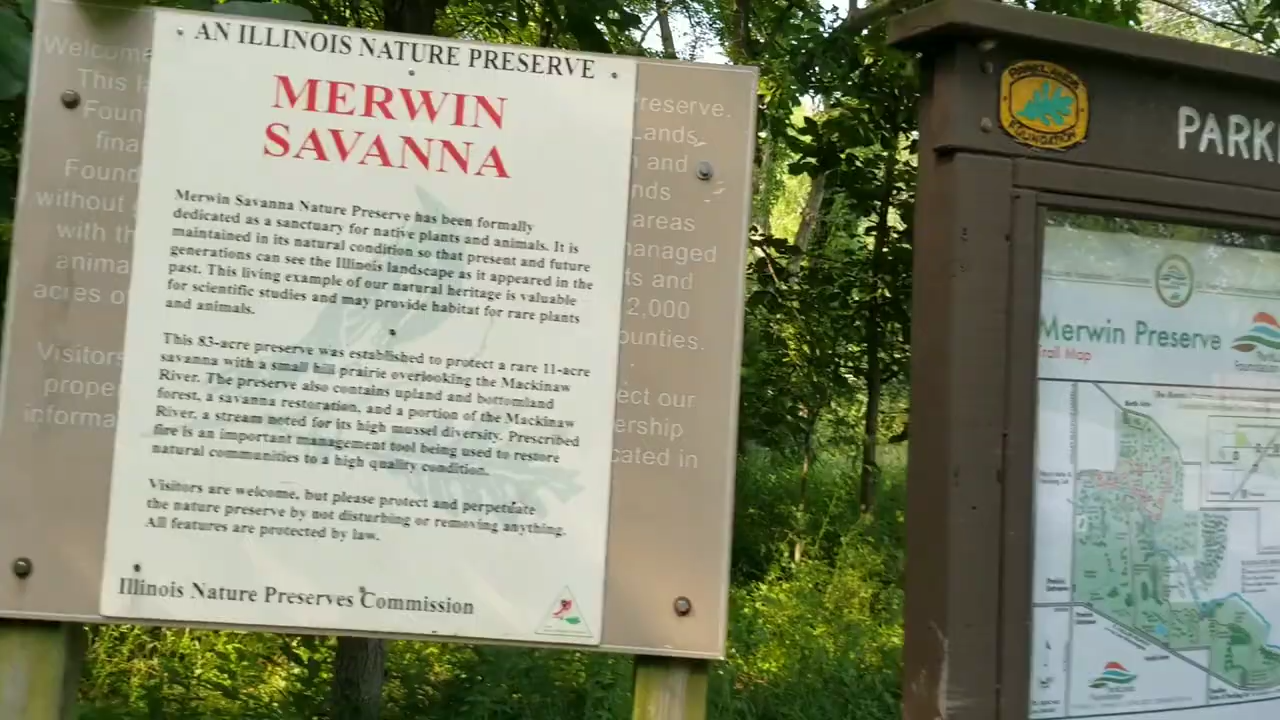 AN ILLINOIS NATURE PRESERVE
MERWIN
SAVANNA
Merwin Savanna Nature Preserve has been formally
dedicated as a sanctuary for native plants and animals. It is
maintained in its natural condition so that present and future
generations can see the Illinois landscape as it appeared in the
past. This living example of our natural heritage is valuable
for scientific studies and may provide habitat for rare plants
and animals.
This 83-acre preserve was established to protect a rare 11-acre
savanna with a small hill prairie overlooking the Mackinaw
River. The preserve also contains upland and bottomland
forest, a savanna restoration, and a portion of the Mackinaw
River, a stream noted for its high mussel diversity. Prescribed
fire is an important management tool being used to restore
natural communities to a high quality condition.
Visitors are welcome, but please protect and perpetuate
the nature preserve by not disturbing or removing anything.
All features are protected by law.
Illinois Nature Preserves Commission
Welcome
This
Foun
fina
Found
without
with th
anima
acres o
Visitors
prope
informa
reserve.
Lands,
and
nds
areas
anaged
ts and
2,000
ounties.
ect our
ership
cated in
FOUNDATION
PARK
Merwin Preserve
Trail Map
Foundation